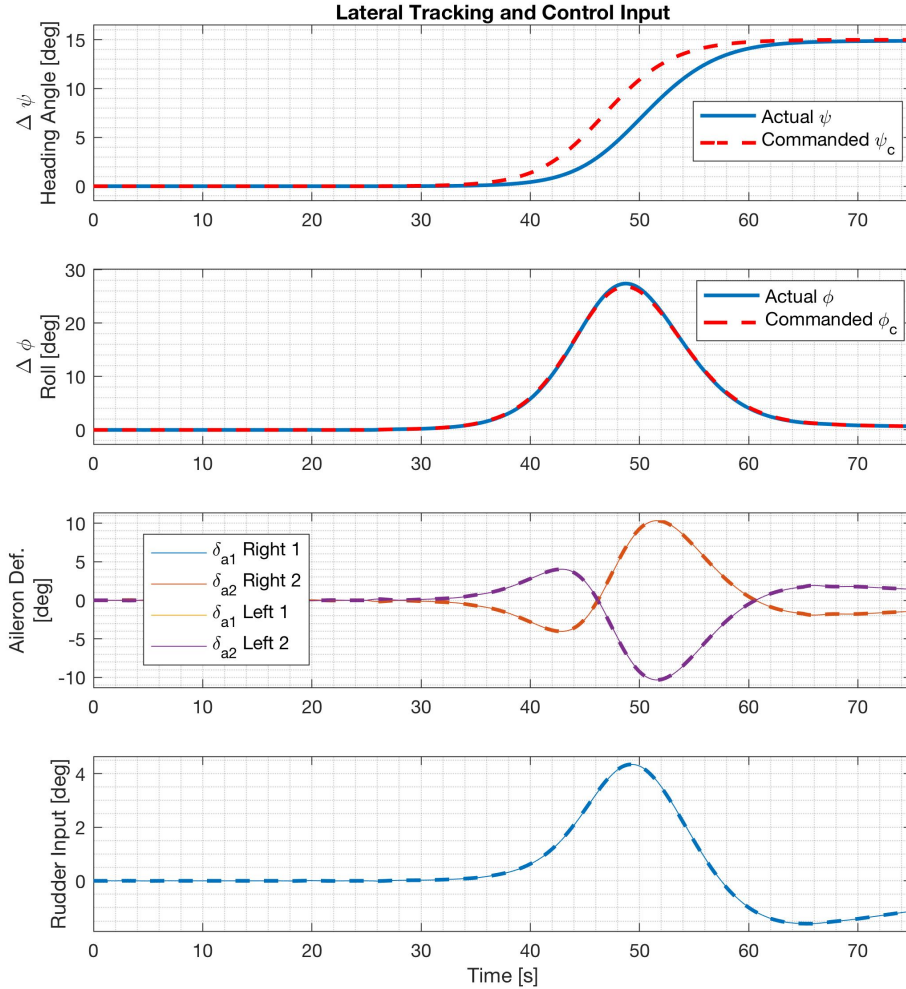 Lateral Tracking and Control Input
Δ ψ
Heading Angle [deg]
15
10
5
0
Actual ψ
Commanded ψc
0 10 20 30 40 50 60 70
Δ ϕ
Roll [deg]
30
20
10
0
Actual ϕ
Commanded ϕc
0 10 20 30 40 50 60 70
Aileron Def.
[deg]
10
5
0
-5
-10
δa1 Right 1
δa2 Right 2
δa1 Left 1
δa2 Left 2
0 10 20 30 40 50 60 70
Rudder Input [deg]
4
2
0
0 10 20 30 40 50 60 70
Time [s]